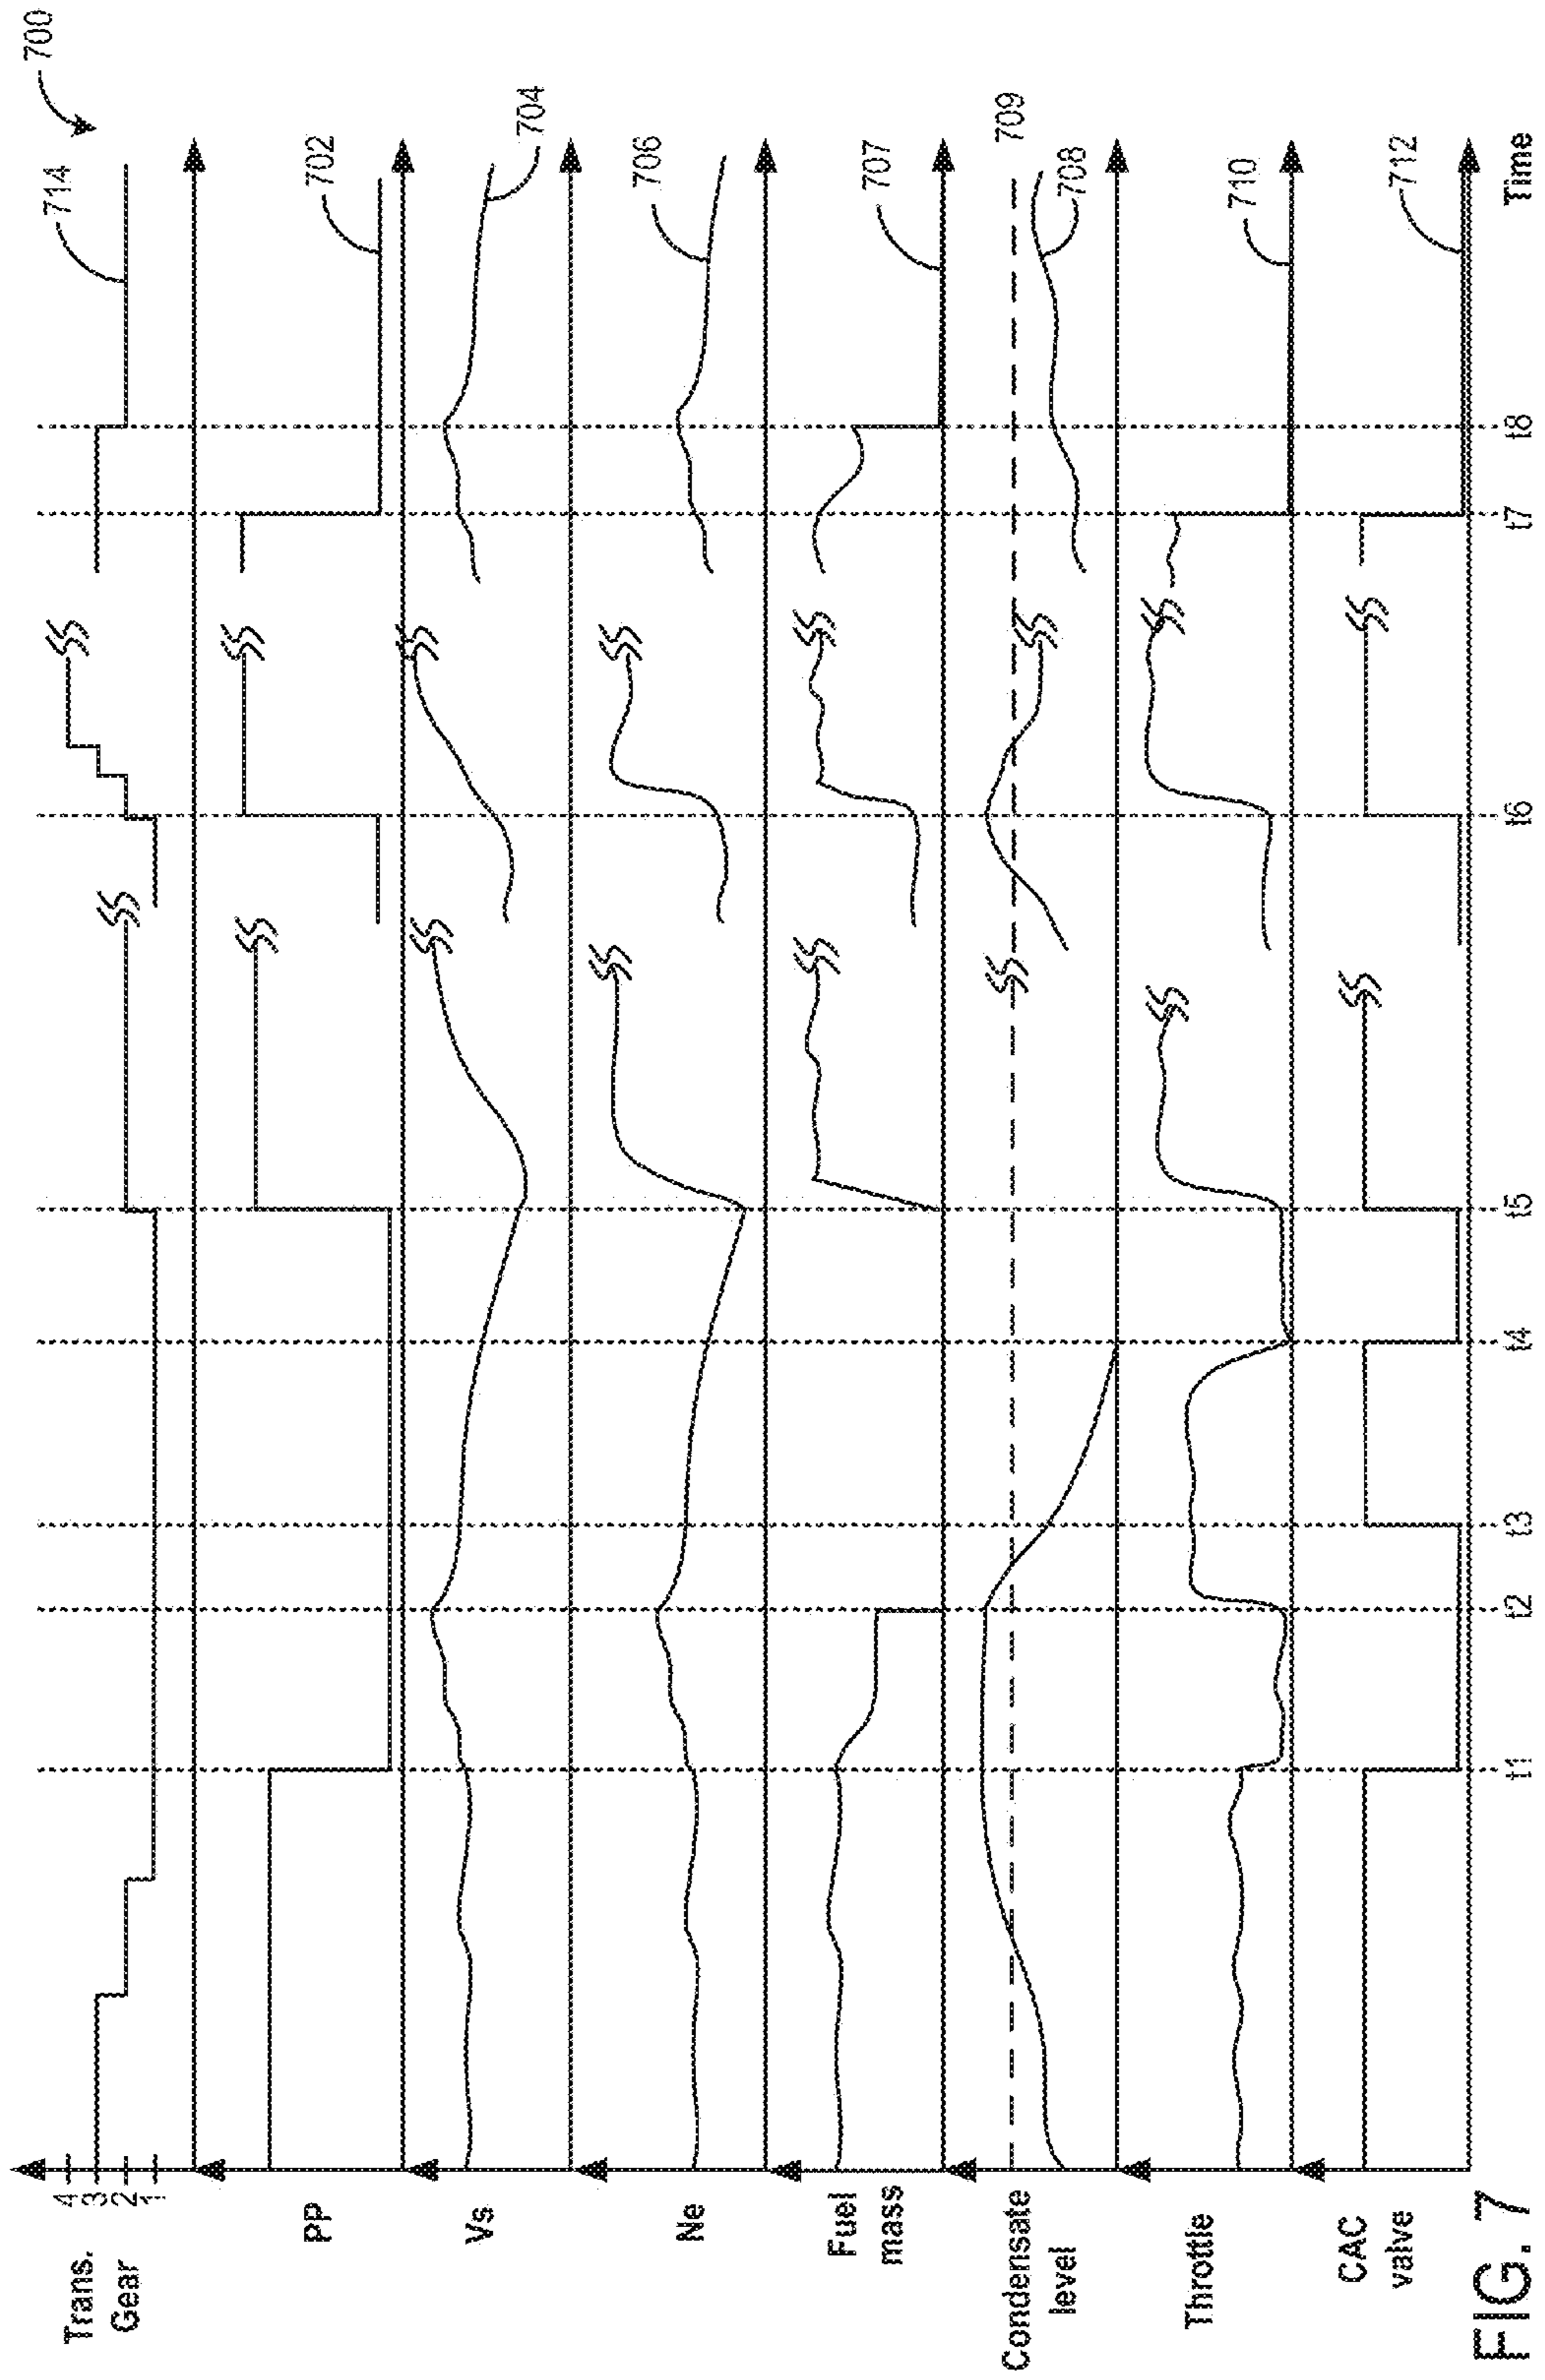 700
Trans.
Gear
4
3
2
1
714
PP
702
Vs
704
Ne
706
Fuel
mass
707
Condensate
level
709
708
Throttle
710
CAC
valve
712
t1
t2
t3
t4
t5
t6
t7
t8
Time
FIG. 7